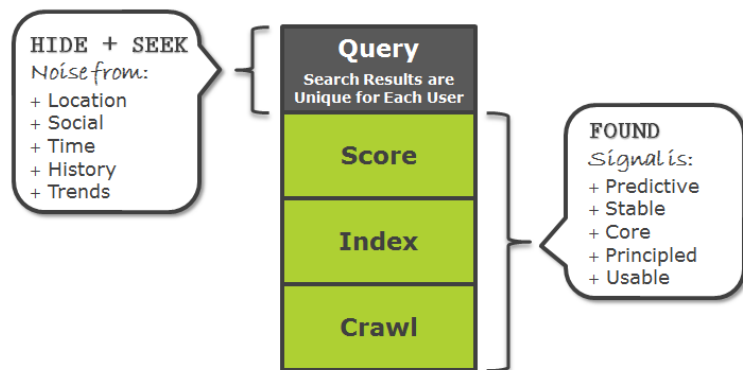 HIDE + SEEK
Noise from:
+ Location
+ Social
+ Time
+ History
+ Trends
Query
Search Results are
Unique for Each User
Score
Index
Crawl
FOUND
Signal is:
+ Predictive
+ Stable
+ Core
+ Principled
+ Usable